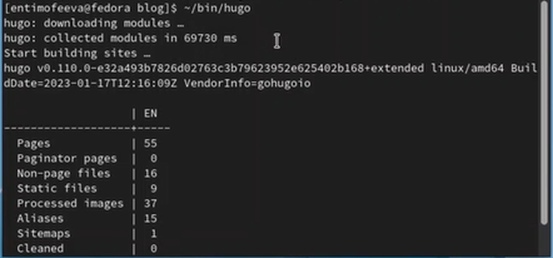 [entimofeeva@fedora blog]$ ~/bin/hugo
hugo: downloading modules …
hugo: collected modules in 69730 ms
Start building sites …
hugo v0.110.0-e32a493b7826d02763c3b79623952e625402b168+extended linux/amd64 Buil
dDate=2023-01-17T12:16:09Z VendorInfo=gohugoio
| EN
-------------------+-----
Pages | 55
Paginator pages | 0
Non-page files | 16
Static files | 9
Processed images | 37
Aliases | 15
Sitemaps | 1
Cleaned | 0